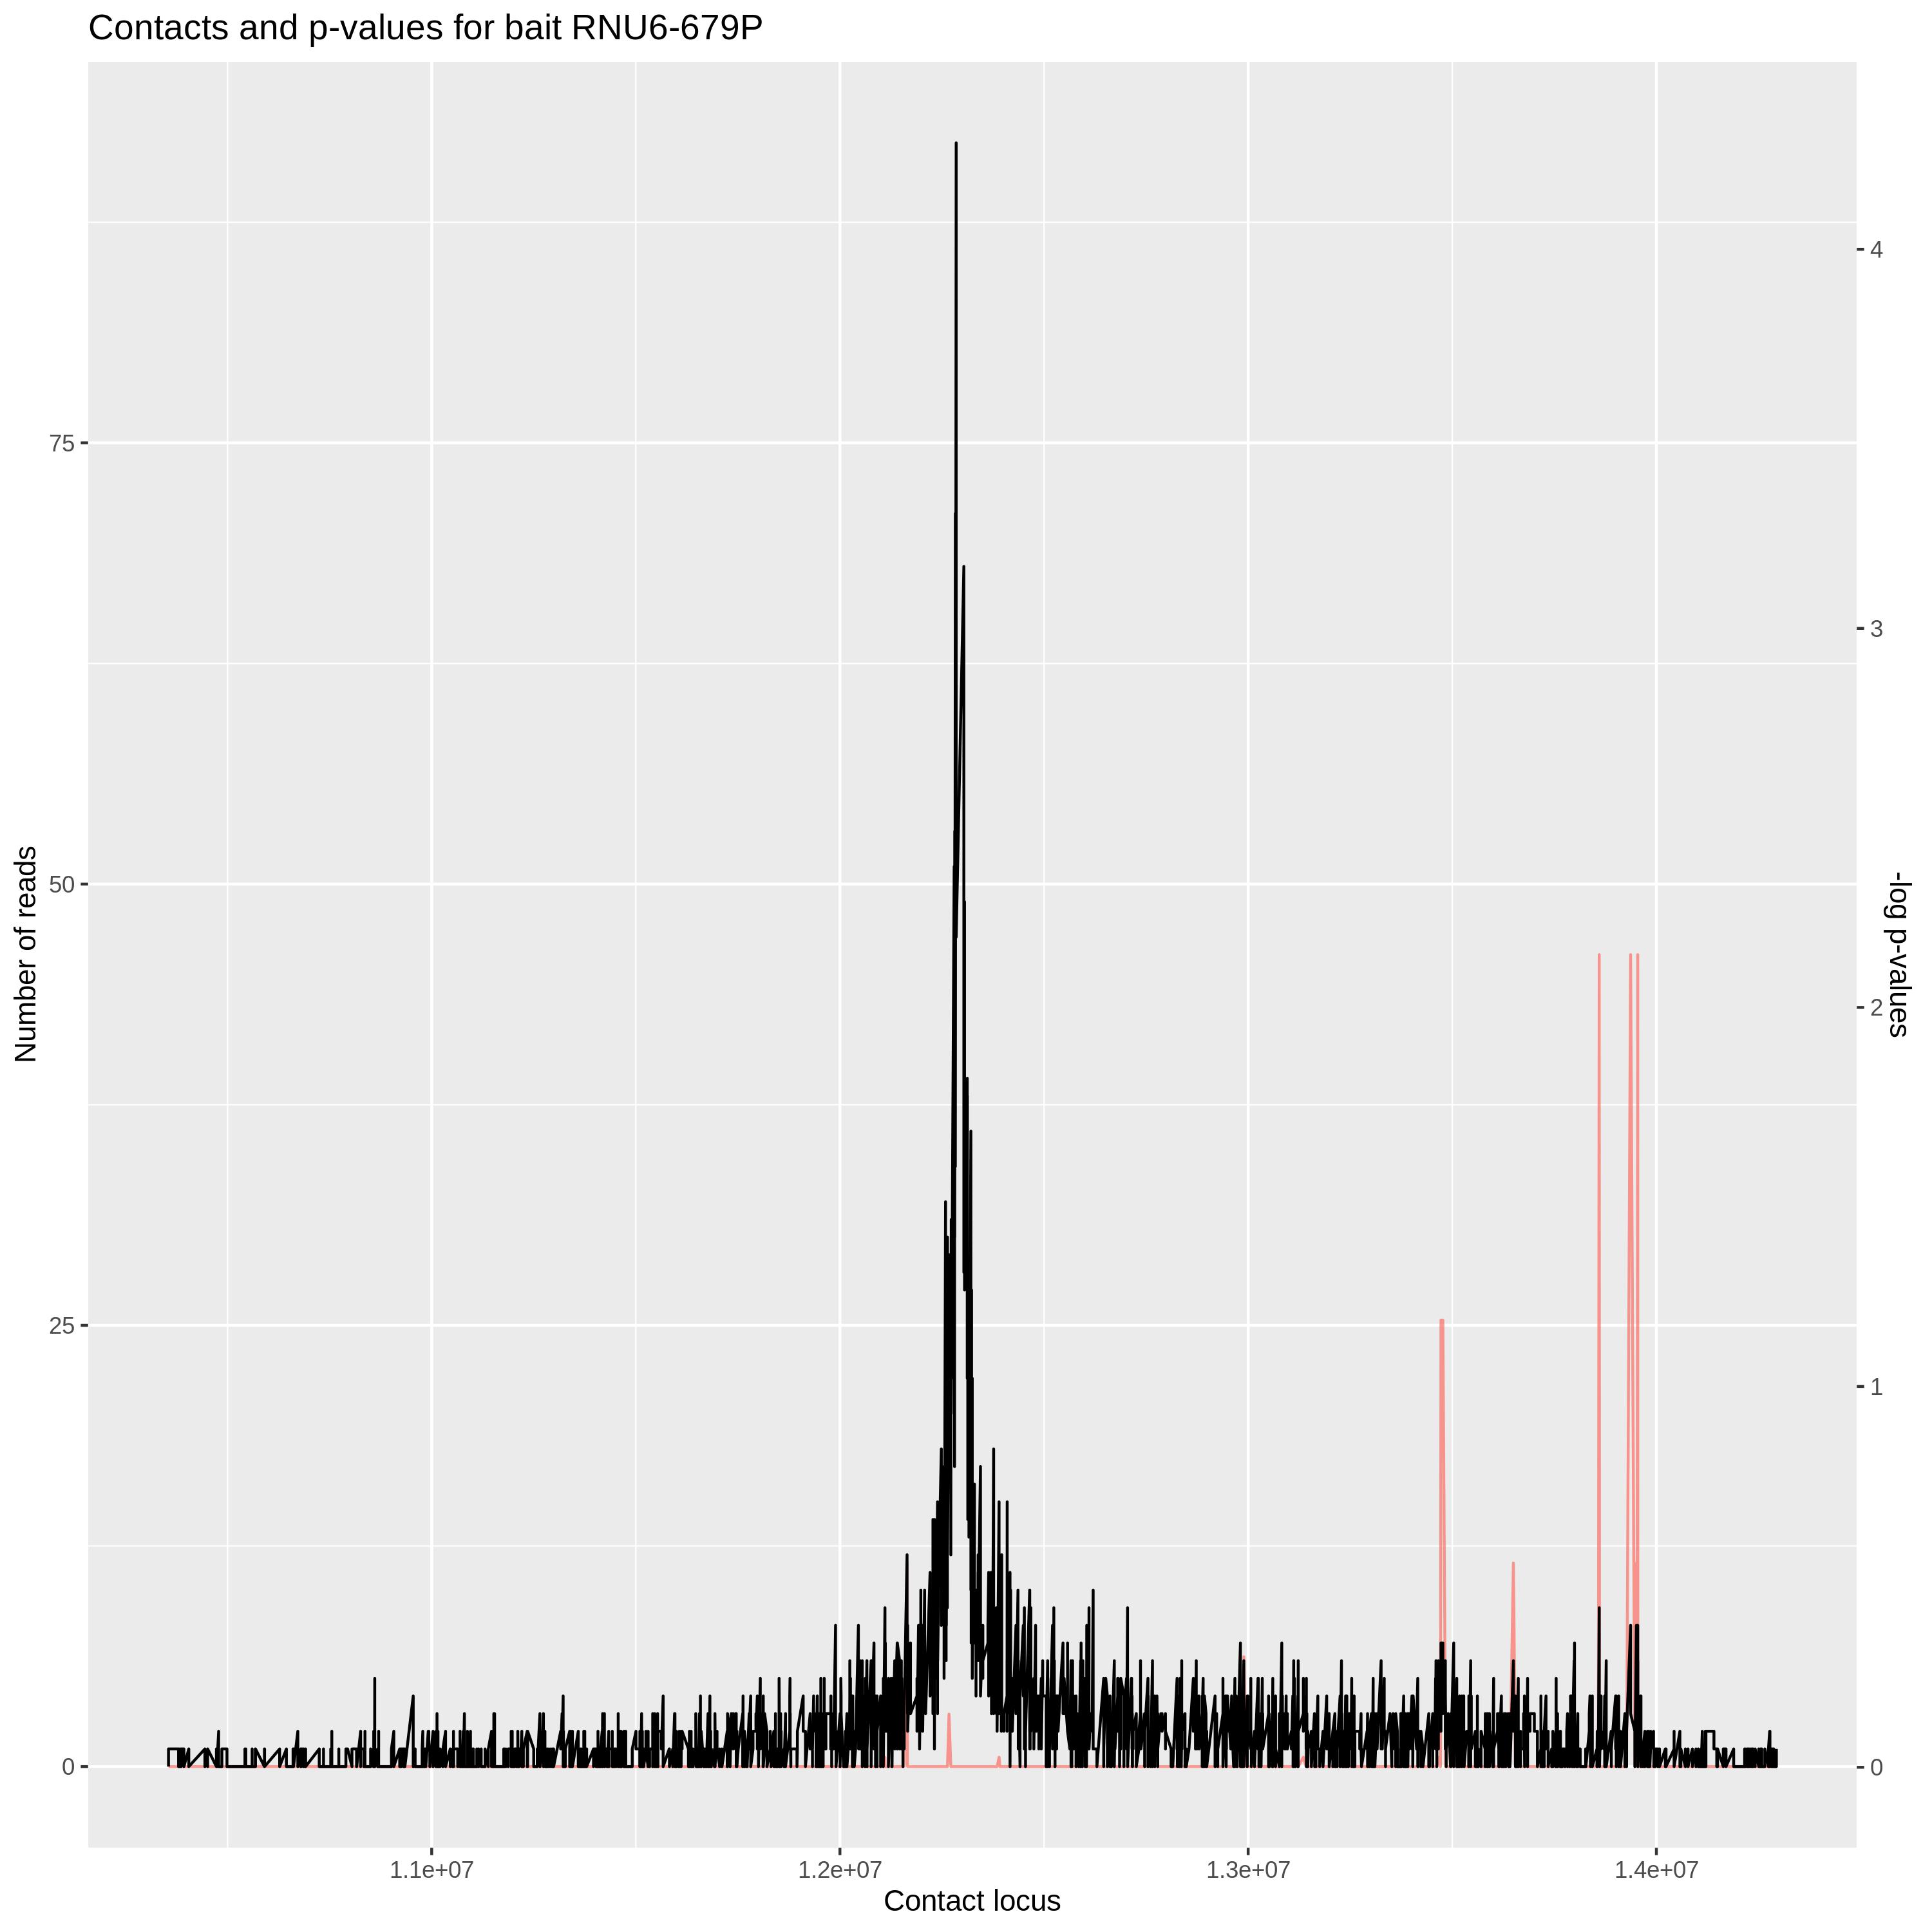 Contacts and p-values for bait RNU6-679P
75
50
25
0
4
3
2
1
0
Number of reads
-log p-values
1.1e+07
1.2e+07
1.3e+07
1.4e+07
Contact locus